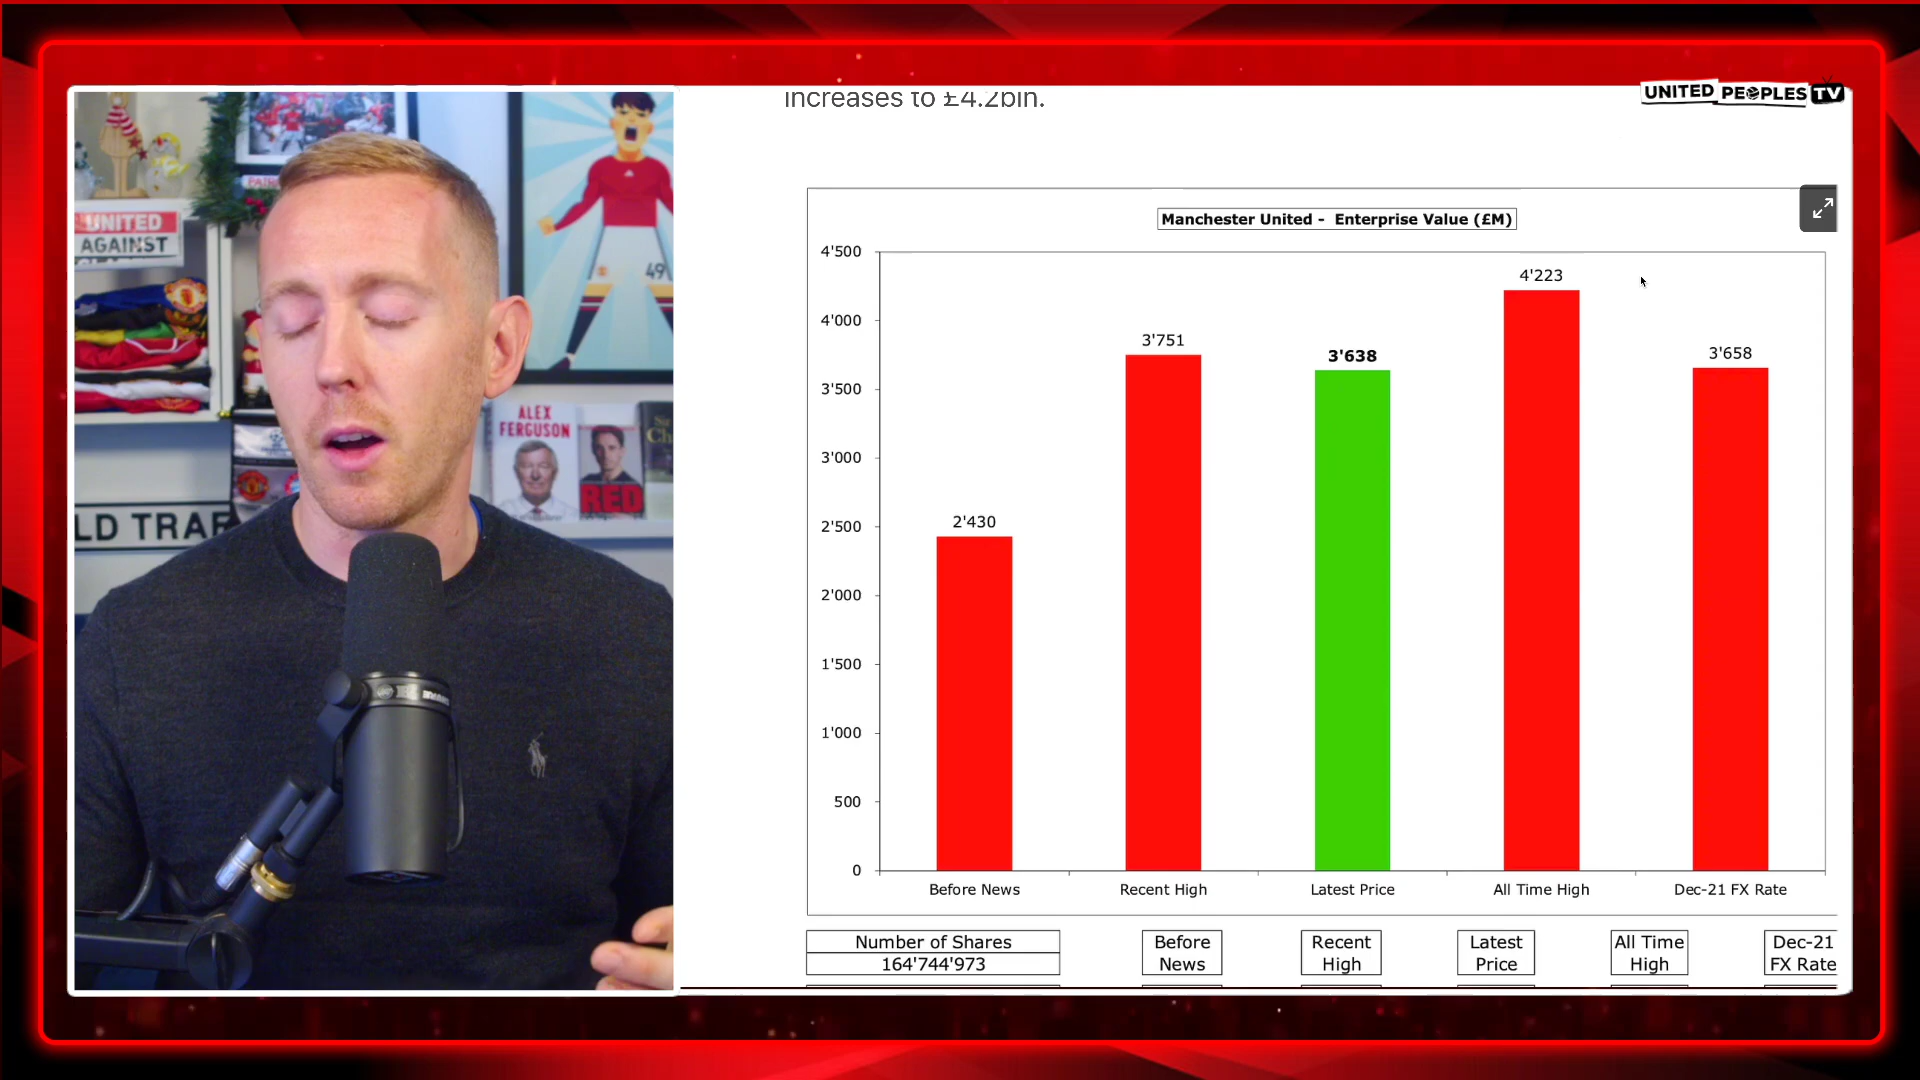 increases to £4.2bin.
UNITED PEOPLES TV
Manchester United - Enterprise Value (£M)
4'500
4'000
3'500
3'000
2'500
2'000
1'500
1'000
500
0
2'430
3'751
3'638
4'223
3'658
Before News
Recent High
Latest Price
All Time High
Dec-21 FX Rate
Number of Shares
164'744'973
Before
News
Recent
High
Latest
Price
All Time
High
Dec-21
FX Rate
UNITED
AGAINST
LD TRAF
49
ALEX
FERGUSON
RED